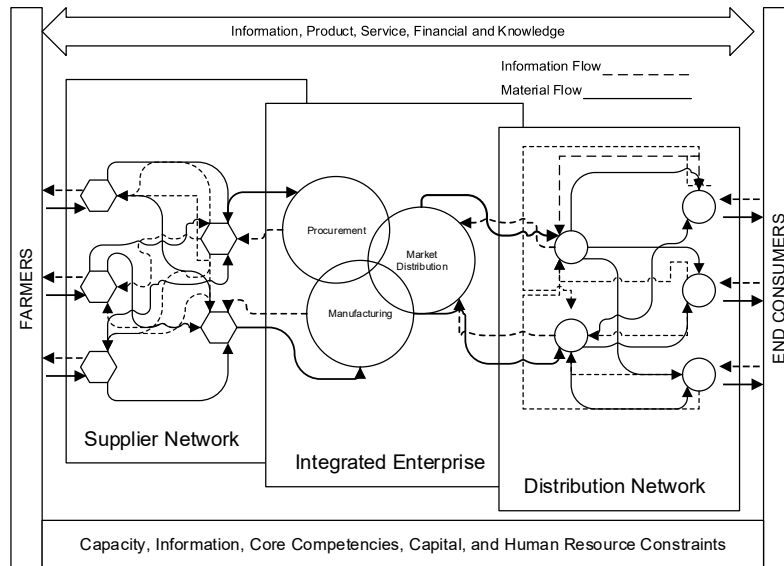 Information, Product, Service, Financial and Knowledge
Information Flow
Material Flow
FARMERS
Procurement
Market
Distribution
Manufacturing
END CONSUMERS
Supplier Network
Integrated Enterprise
Distribution Network
Capacity, Information, Core Competencies, Capital, and Human Resource Constraints